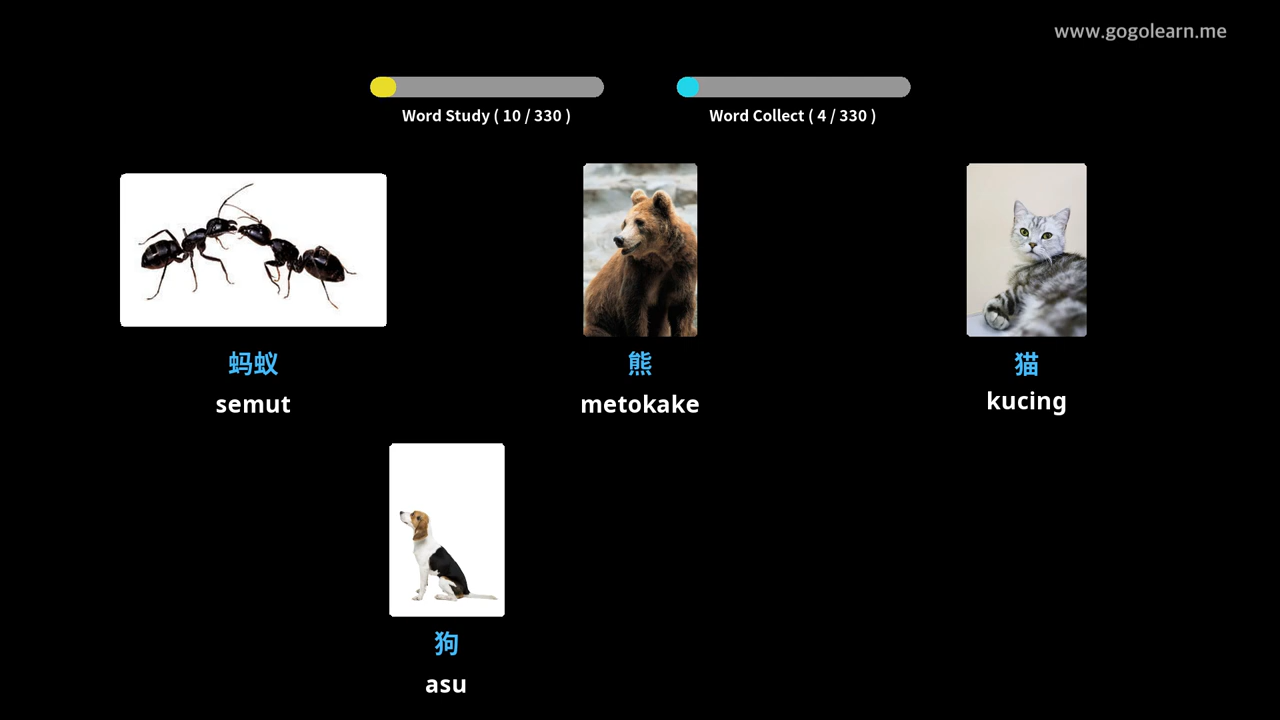 www.gogolearn.me
Word Study ( 10 / 330 )
Word Collect ( 4 / 330 )
蚂蚁
semut
熊
metokake
猫
kucing
狗
asu